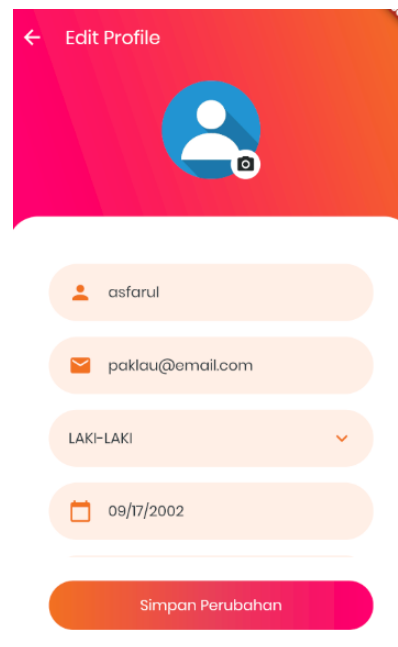 Edit Profile
asfarul
paklau@email.com
LAKI-LAKI
09/17/2002
Simpan Perubahan